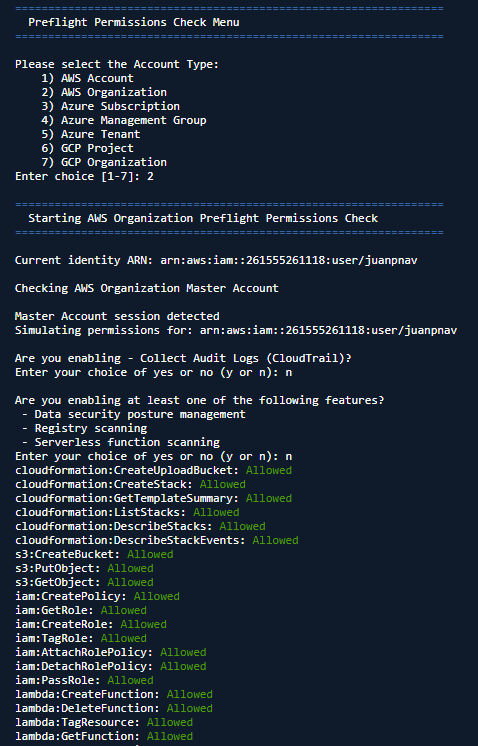 ================================================================
Preflight Permissions Check Menu
================================================================
Please select the Account Type:
1) AWS Account
2) AWS Organization
3) Azure Subscription
4) Azure Management Group
5) Azure Tenant
6) GCP Project
7) GCP Organization
Enter choice [1-7]: 2
================================================================
Starting AWS Organization Preflight Permissions Check
================================================================
Current identity ARN: arn:aws:iam::261555261118:user/juanpnav
Checking AWS Organization Master Account
Master Account session detected
Simulating permissions for: arn:aws:iam::261555261118:user/juanpnav
Are you enabling - Collect Audit Logs (CloudTrail)?
Enter your choice of yes or no (y or n): n
Are you enabling at least one of the following features?
- Data security posture management
- Registry scanning
- Serverless function scanning
Enter your choice of yes or no (y or n): n
cloudformation:CreateUploadBucket: Allowed
cloudformation:CreateStack: Allowed
cloudformation:GetTemplateSummary: Allowed
cloudformation:ListStacks: Allowed
cloudformation:DescribeStacks: Allowed
cloudformation:DescribeStackEvents: Allowed
s3:CreateBucket: Allowed
s3:PutObject: Allowed
s3:GetObject: Allowed
iam:CreatePolicy: Allowed
iam:GetRole: Allowed
iam:CreateRole: Allowed
iam:TagRole: Allowed
iam:AttachRolePolicy: Allowed
iam:DetachRolePolicy: Allowed
iam:PassRole: Allowed
lambda:CreateFunction: Allowed
lambda:DeleteFunction: Allowed
lambda:TagResource: Allowed
lambda:GetFunction: Allowed